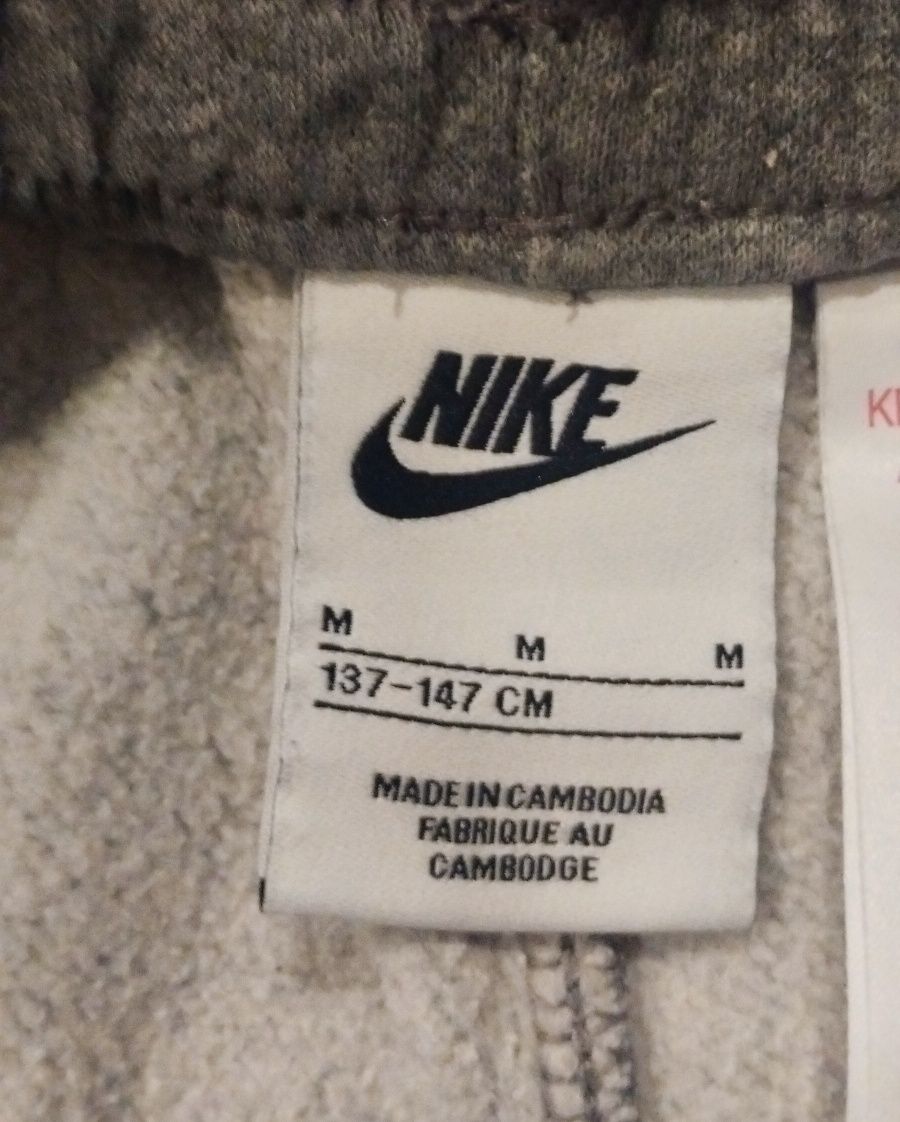 NIKE
M M M
137-147 CM
MADE IN CAMBODIA
FABRIQUE AU
CAMBODGE